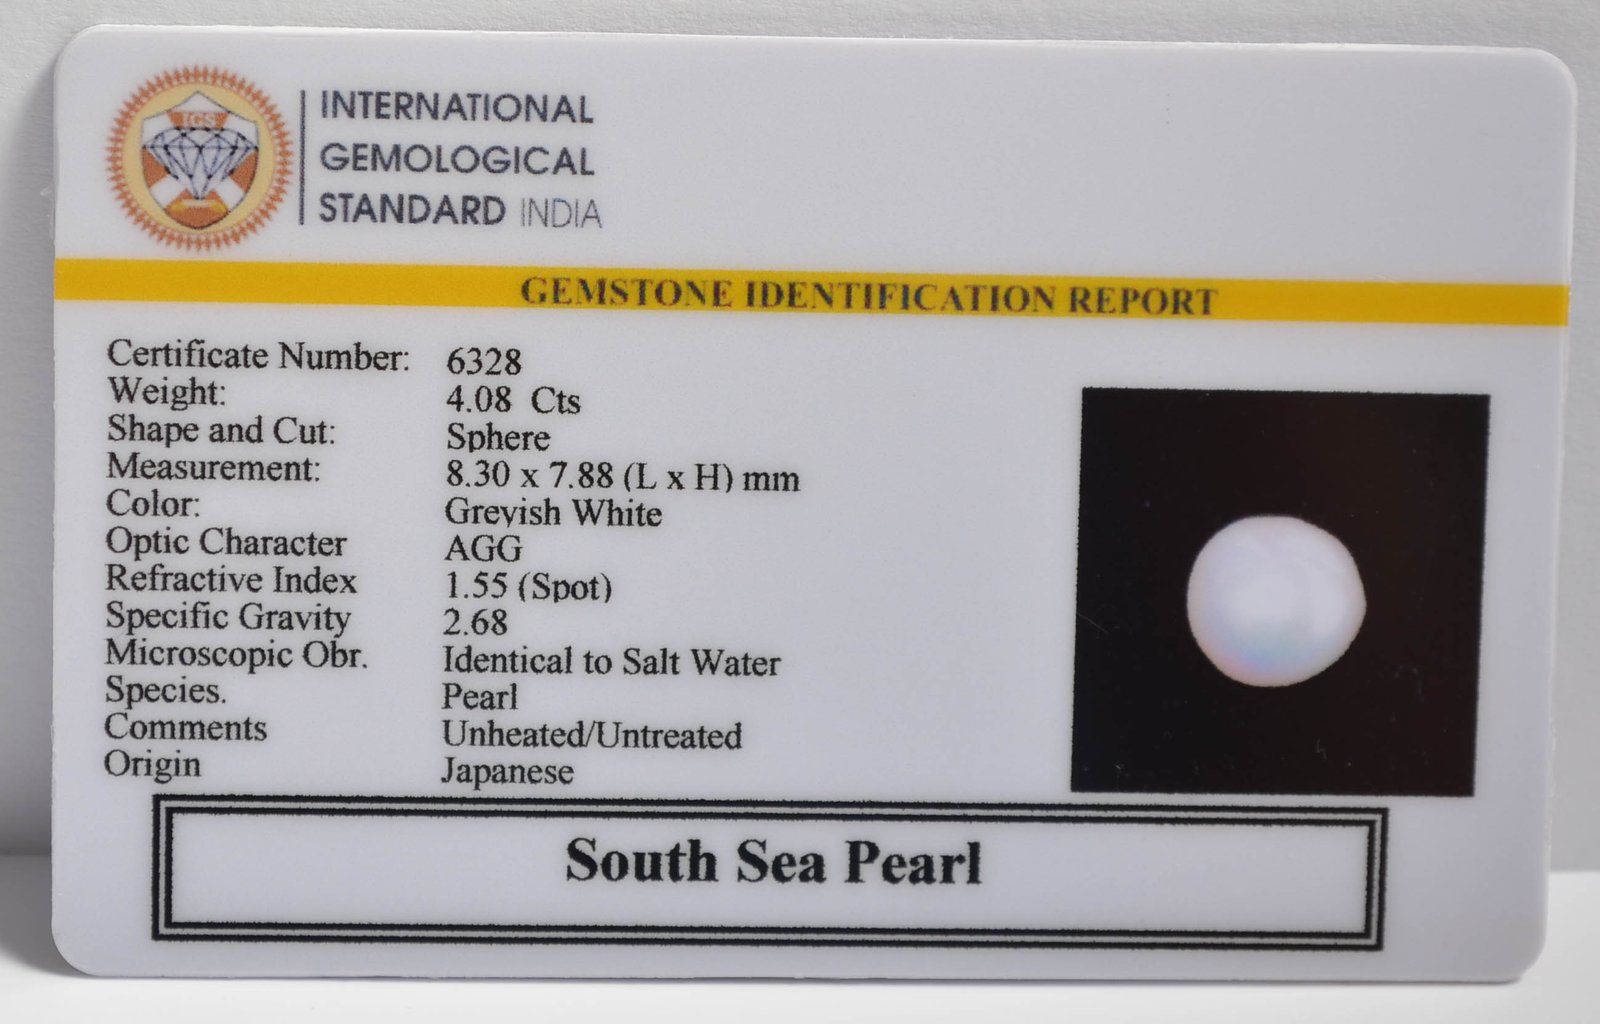 IGS
INTERNATIONAL
GEMOLOGICAL
STANDARD INDIA
GEMSTONE IDENTIFICATION REPORT
Certificate Number: 6328
Weight: 4.08 Cts
Shape and Cut: Sphere
Measurement: 8.30 x 7.88 (L x H) mm
Color: Greyish White
Optic Character AGG
Refractive Index 1.55 (Spot)
Specific Gravity 2.68
Microscopic Obr. Identical to Salt Water
Species. Pearl
Comments Unheated/Untreated
Origin Japanese
South Sea Pearl